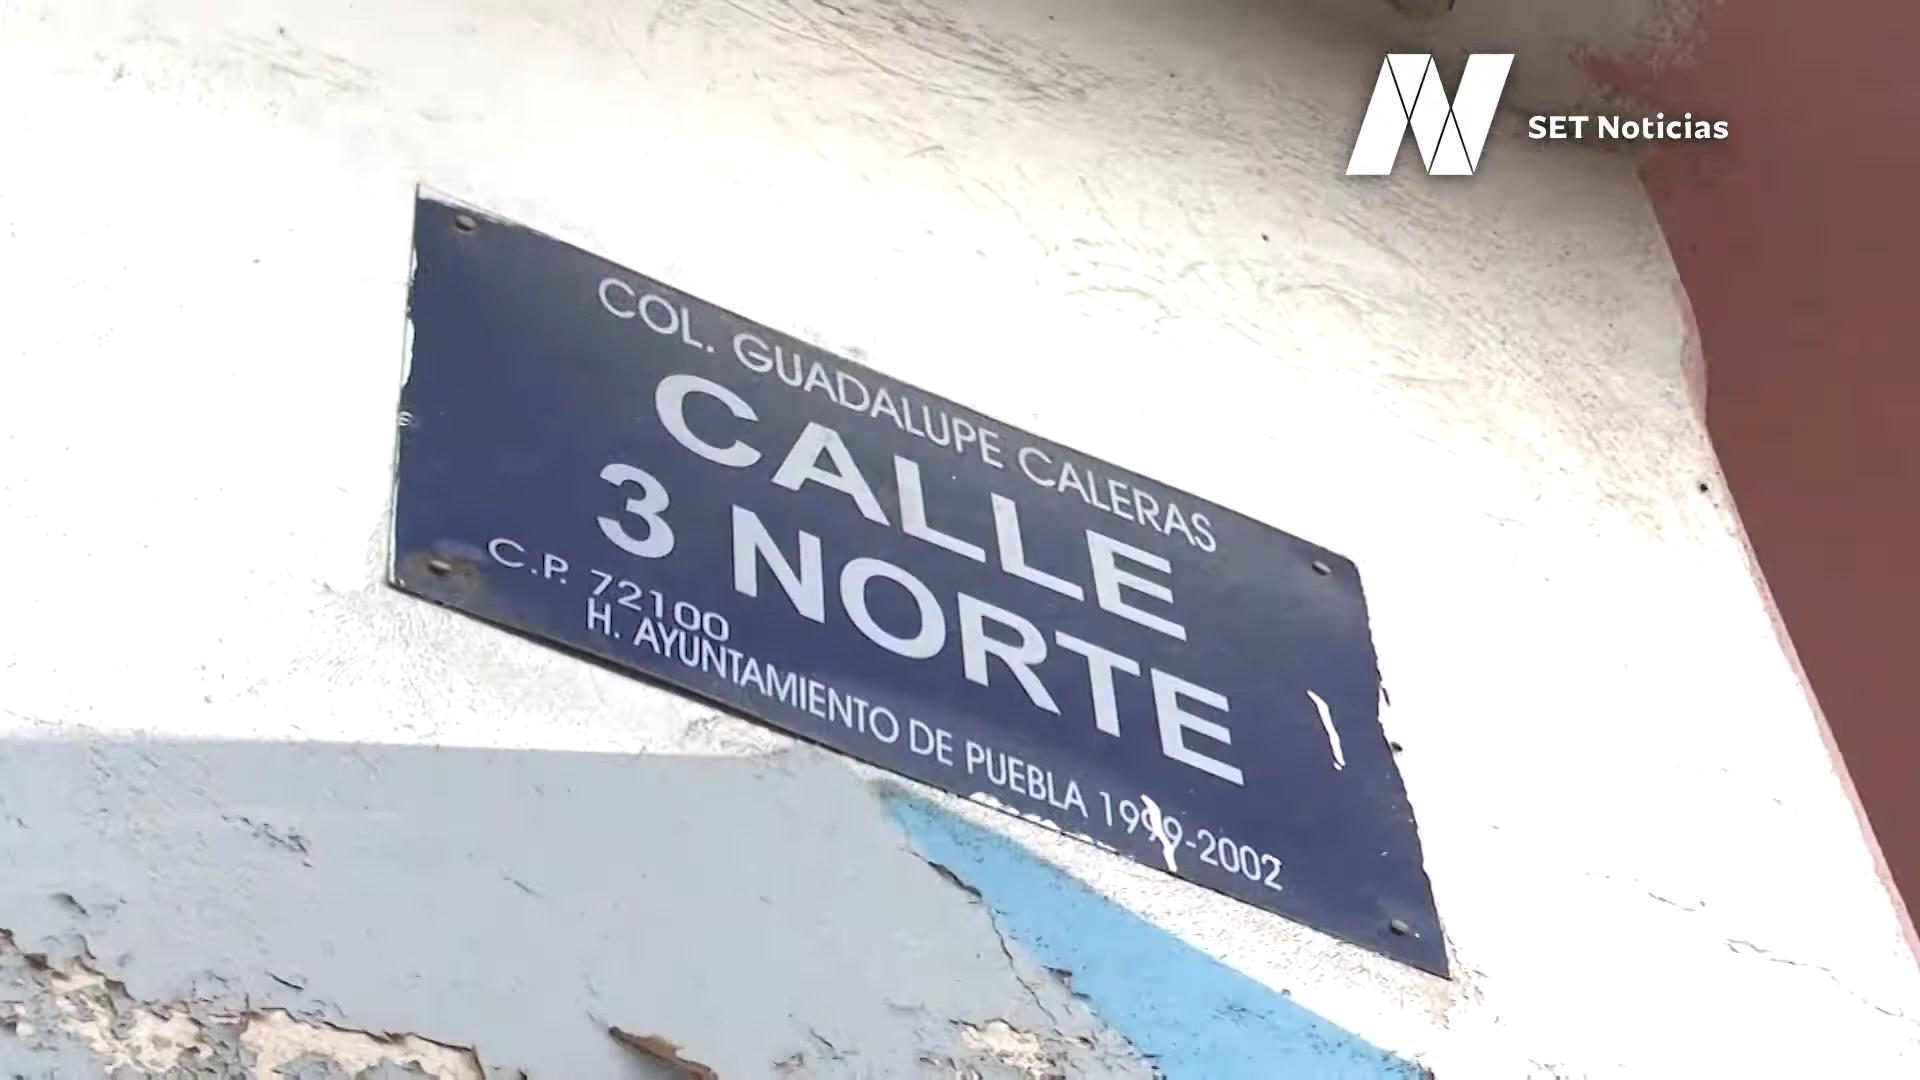 SET Noticias
COL. GUADALUPE CALERAS
CALLE
3 NORTE
C.P. 72100
H. AYUNTAMIENTO DE PUEBLA 1999-2002